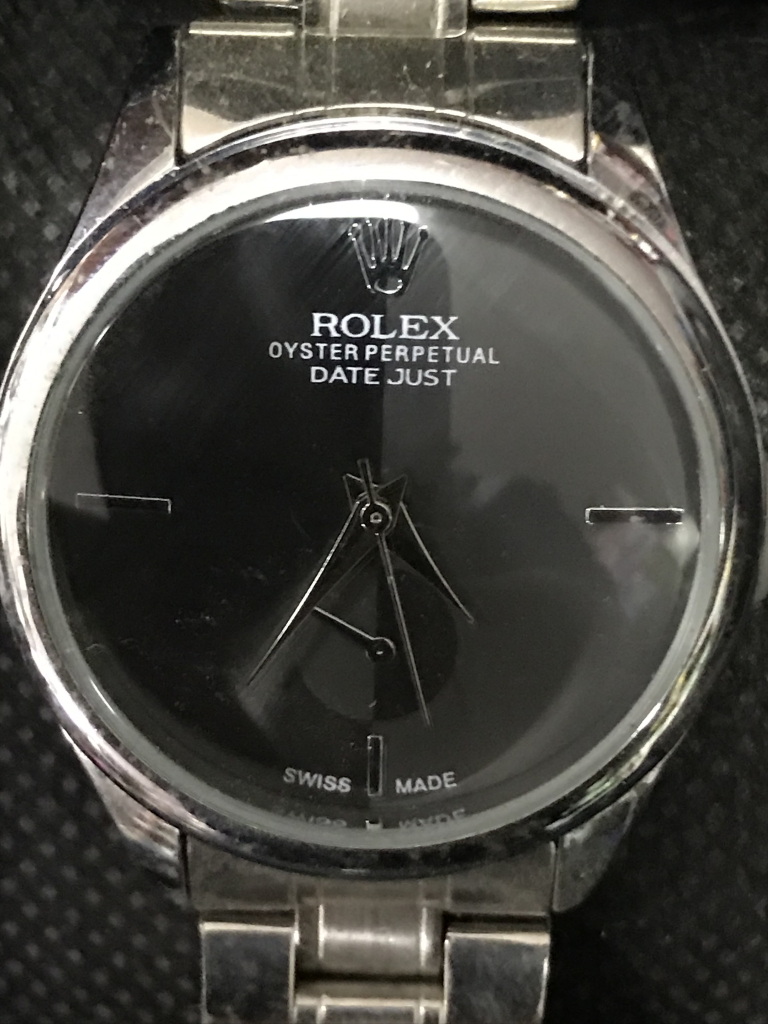 ROLEX
OYSTER PERPETUAL
DATE JUST
SWISS MADE